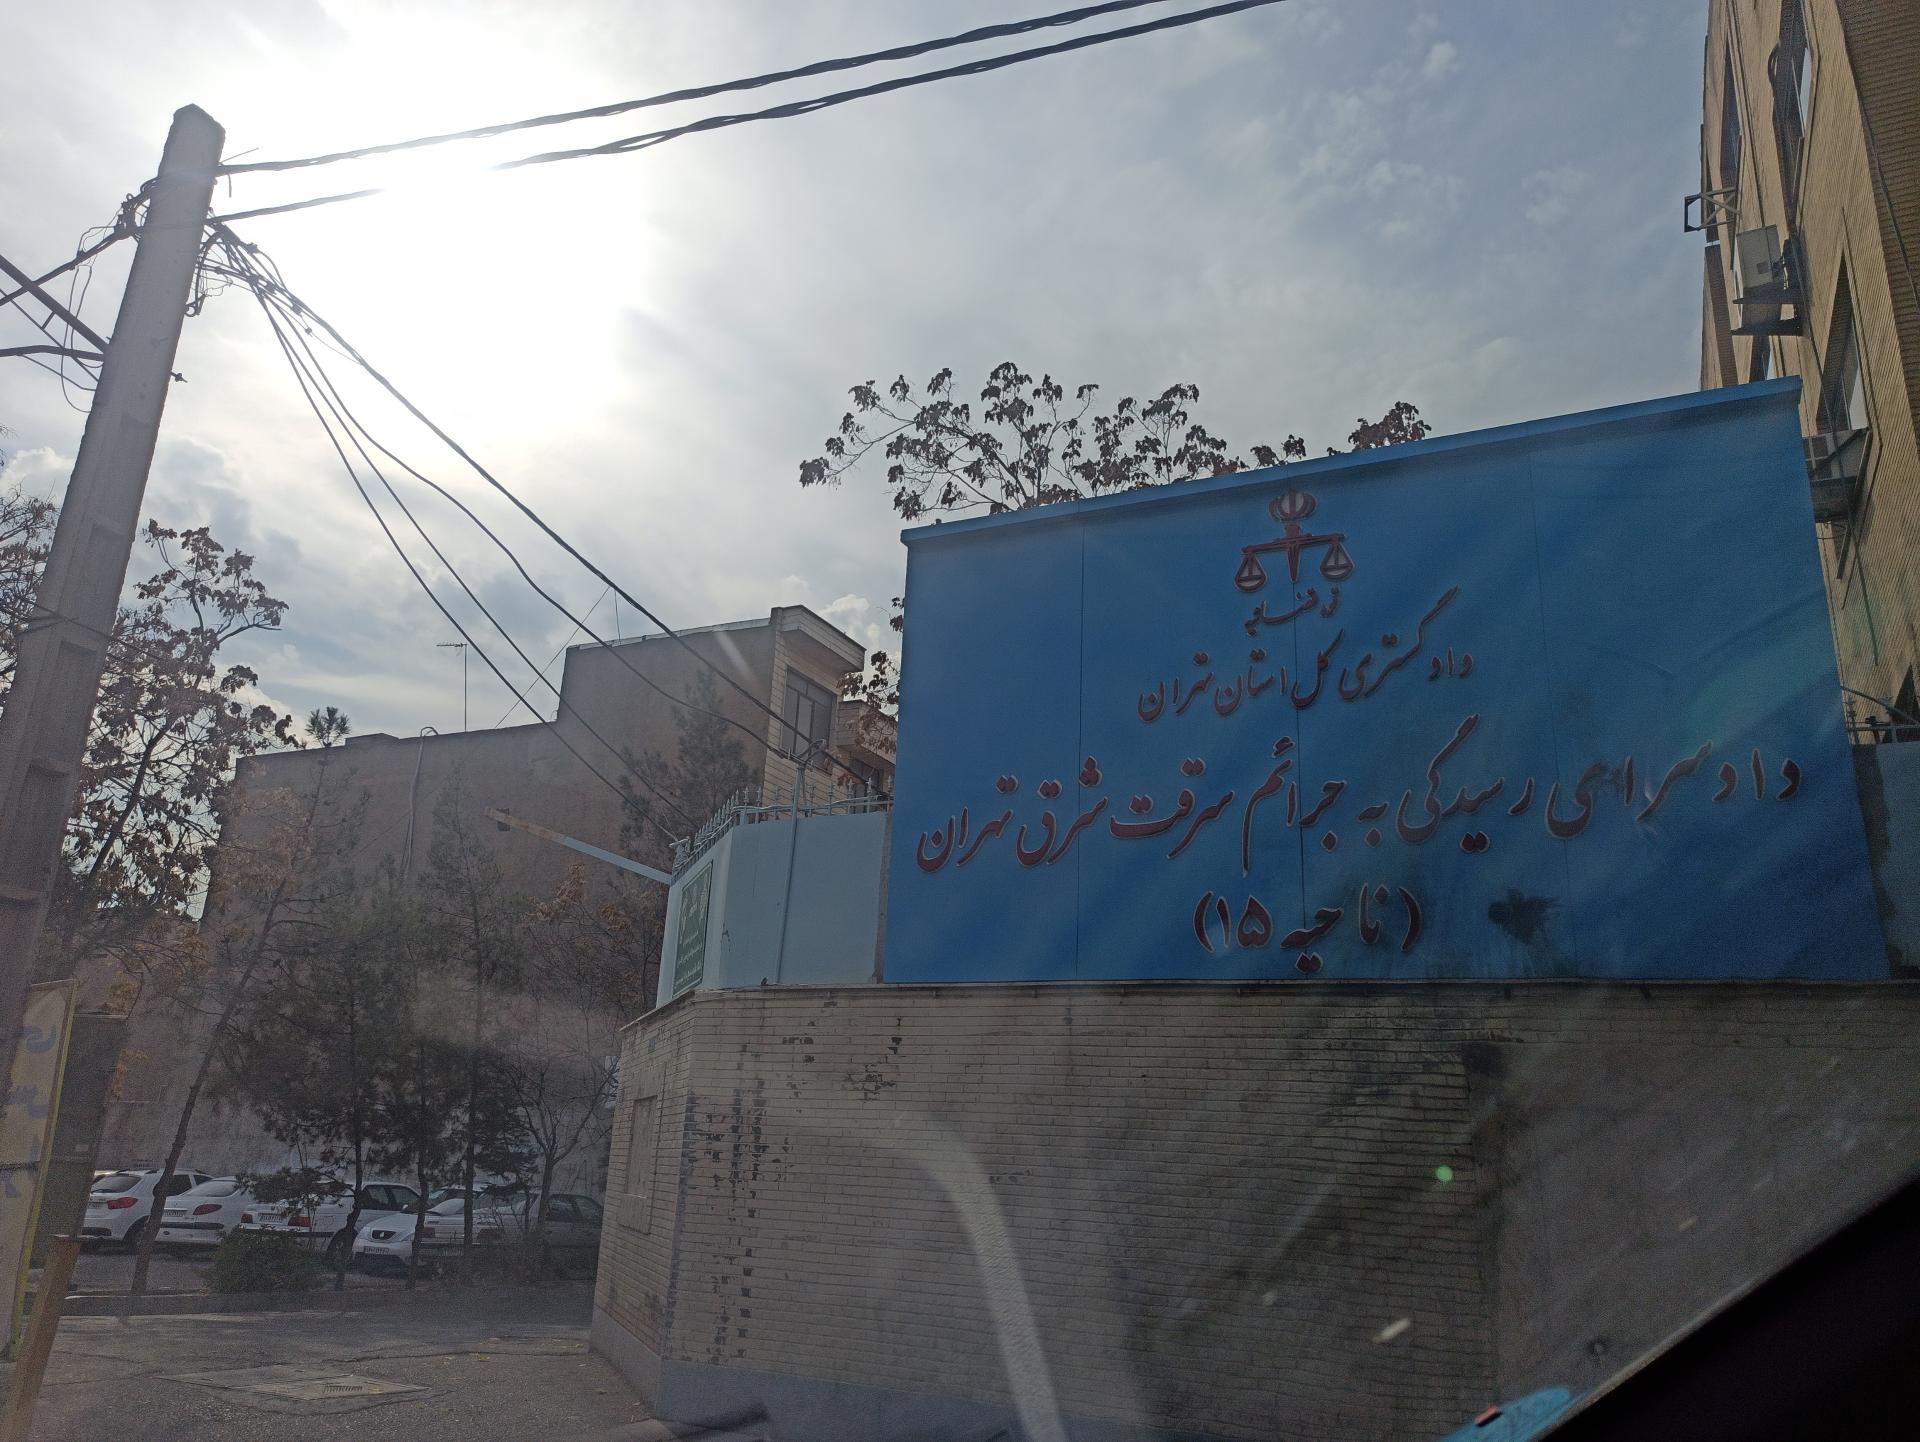 قوه قضاییه
دادگستری کل استان تهران
دادسرای رسیدگی به جرائم سرقت شرق تهران
(ناحیه ۱۵)